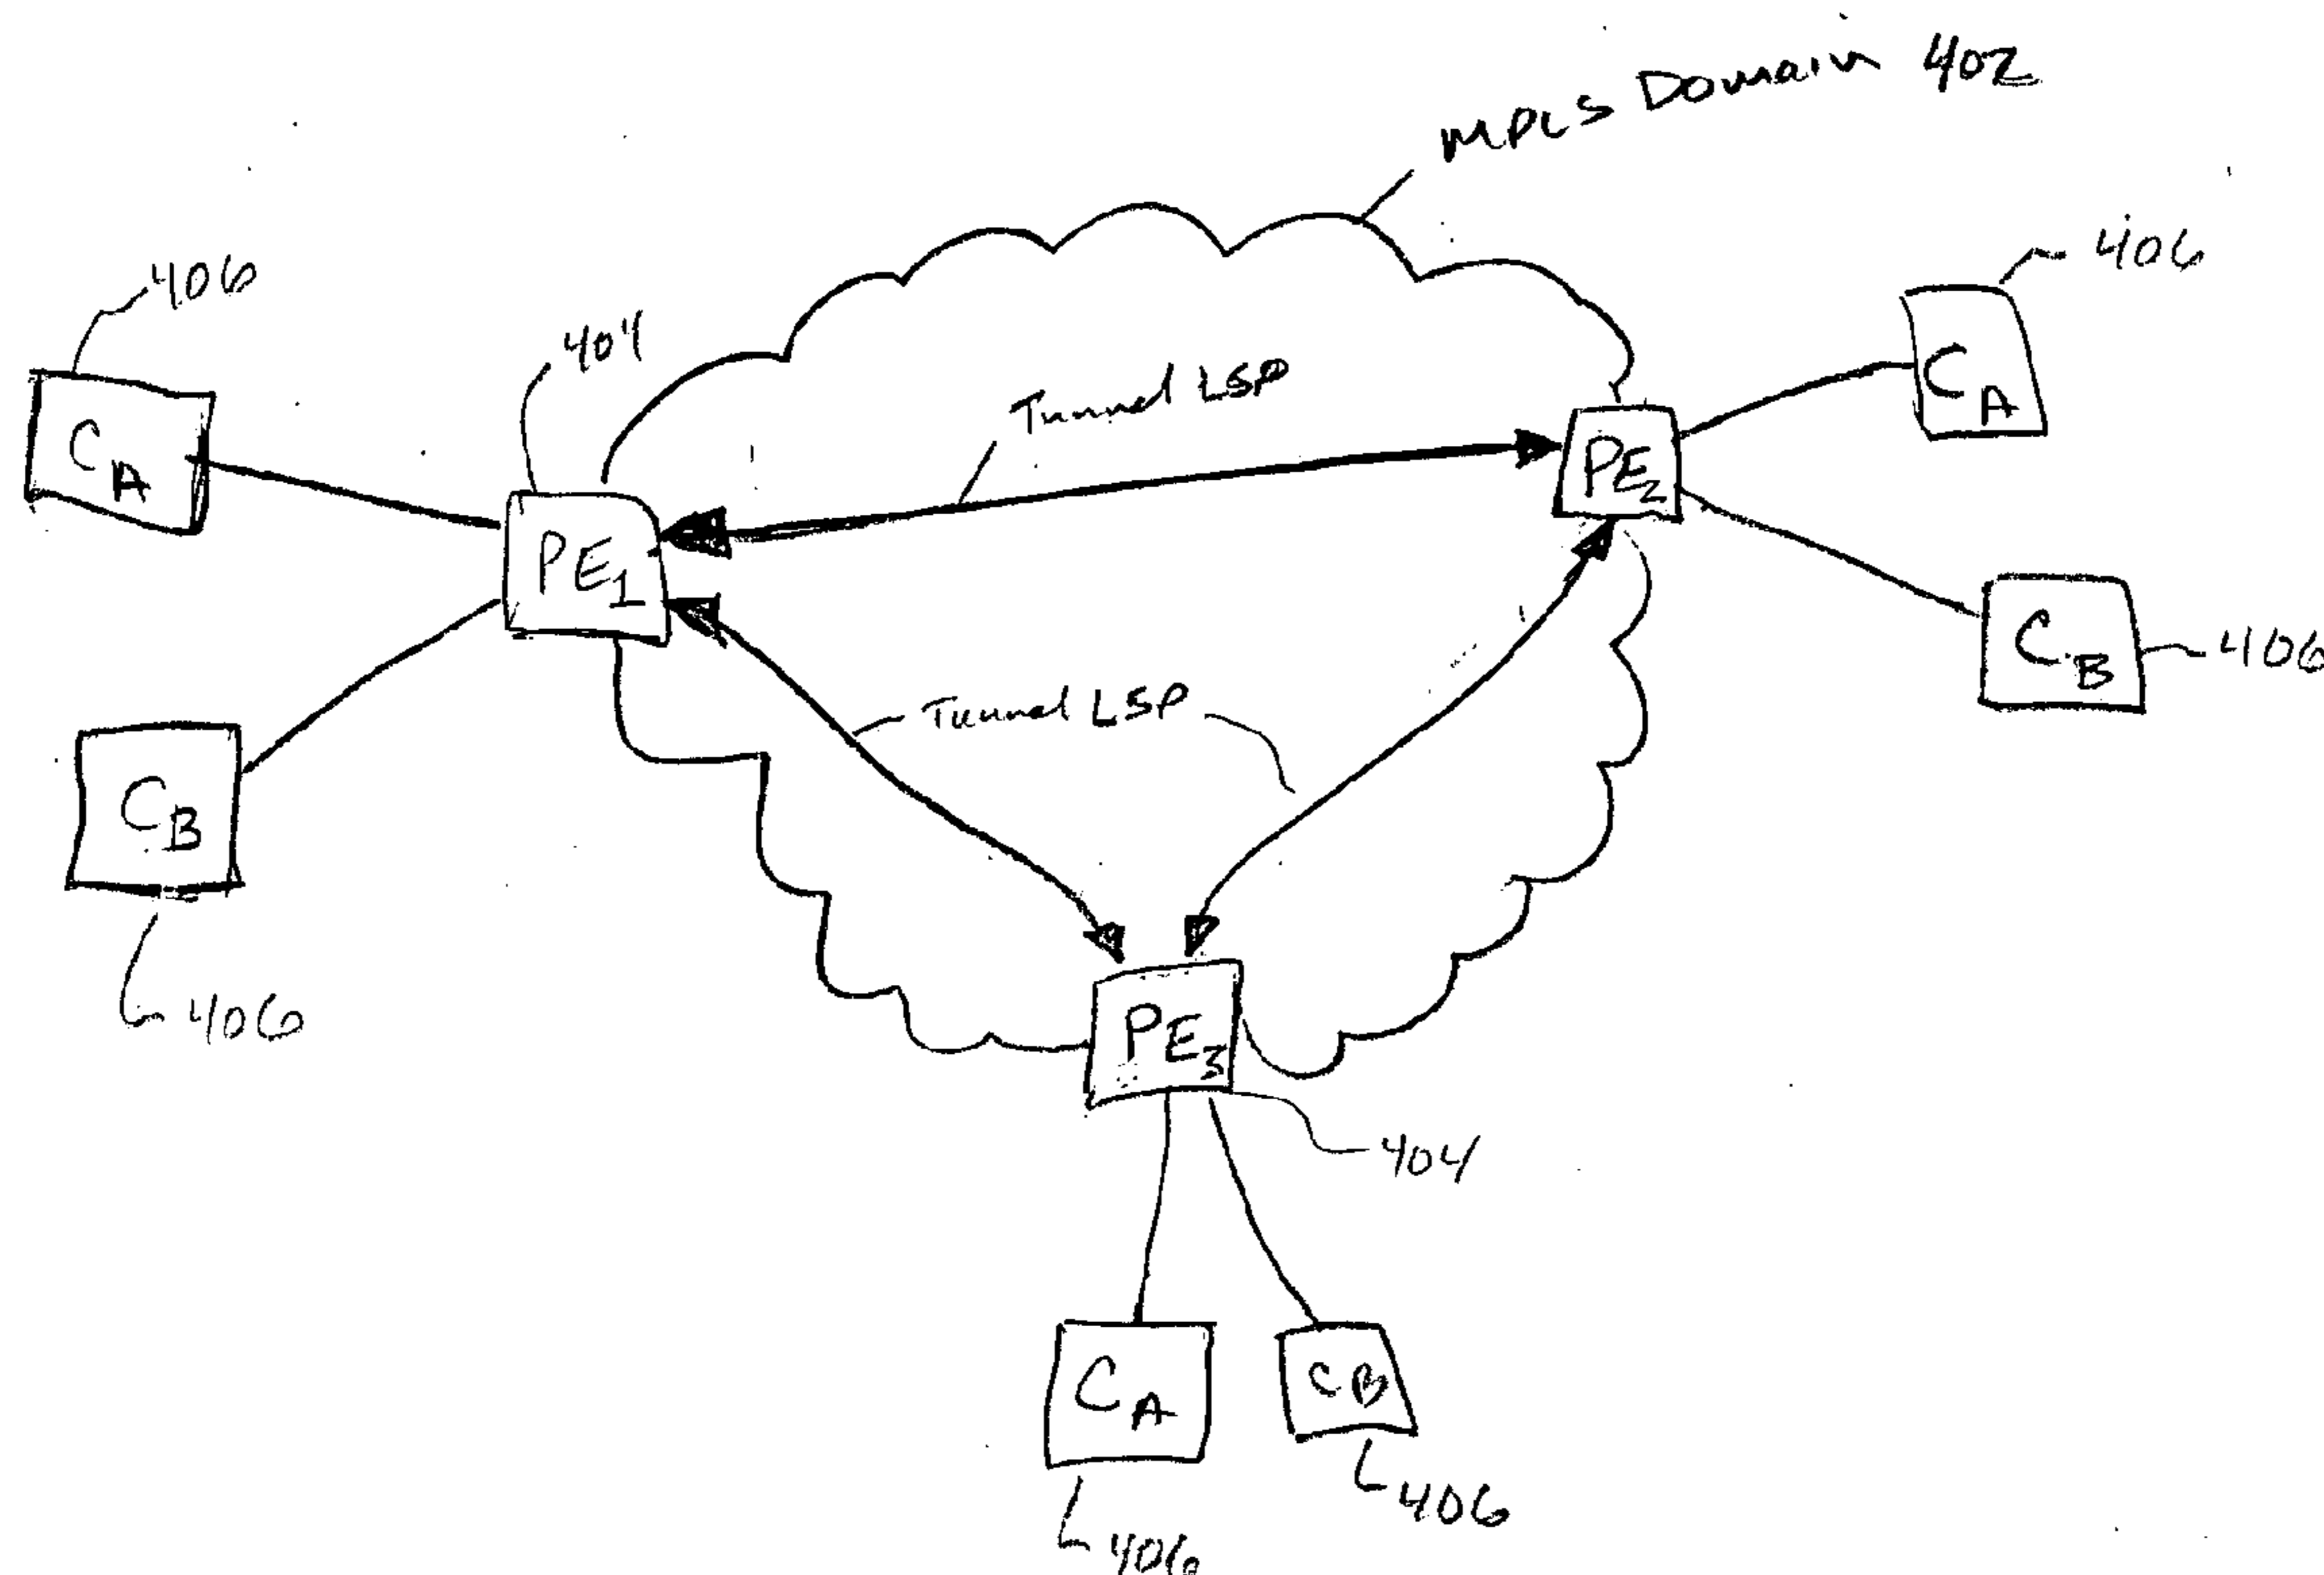 MPLS Domain 402
406
406
404
Tunnel LSP
CA
CA
PE2
PE1
CB
406
Tunnel LSP
CB
406
PE3
404
CA
CB
406
406